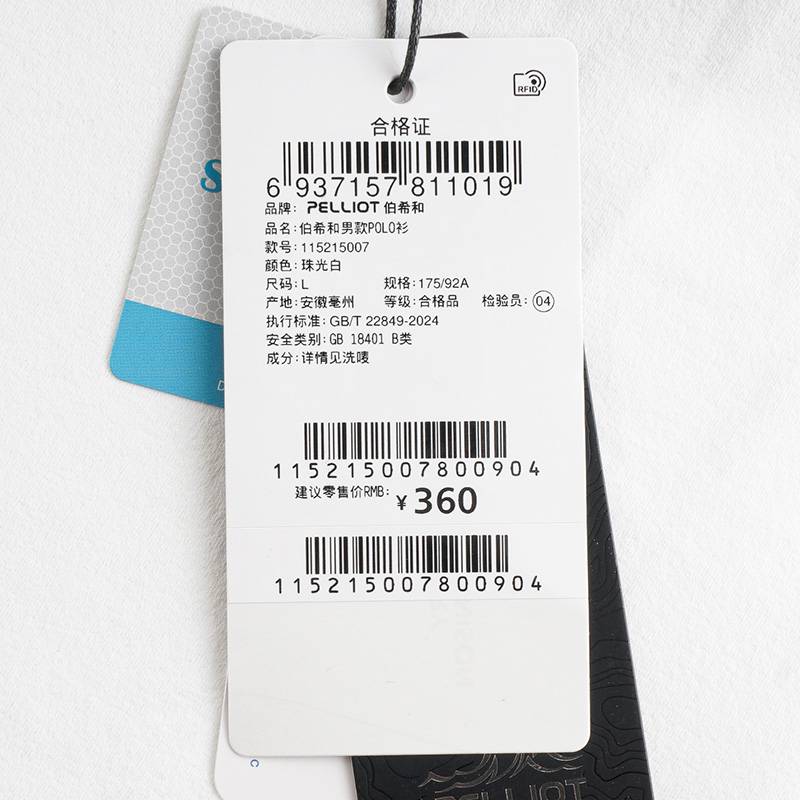 RFID
合格证
6 937157 811019
品牌: PELLIOT 伯希和
品名: 伯希和男款POLO衫
款号: 115215007
颜色: 珠光白
尺码: L 规格: 175/92A
产地: 安徽亳州 等级: 合格品 检验员: 04
执行标准: GB/T 22849-2024
安全类别: GB 18401 B类
成分: 详情见洗唛
115215007800904
建议零售价RMB: ¥ 360
115215007800904
PELLIOT